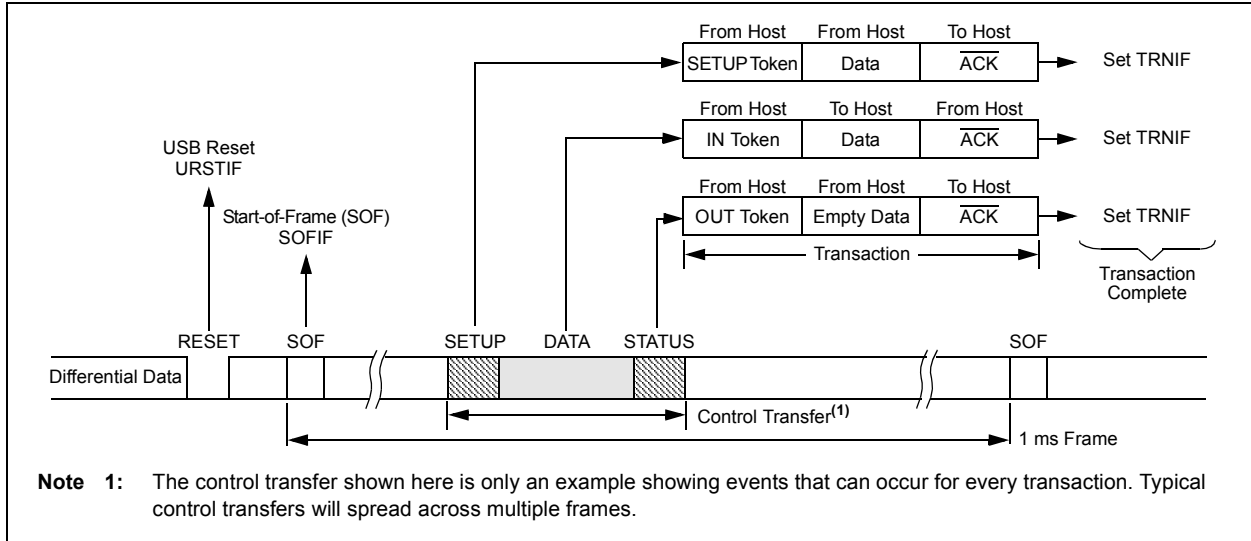 From Host From Host To Host
SETUP Token Data ACK Set TRNIF
From Host To Host From Host
IN Token Data ACK Set TRNIF
USB Reset
URSTIF
From Host From Host To Host
OUT Token Empty Data ACK Set TRNIF
Start-of-Frame (SOF)
SOFIF
Transaction
Transaction
Complete
RESET SOF SETUP DATA STATUS SOF
Differential Data
Control Transfer(1)
1 ms Frame
Note 1: The control transfer shown here is only an example showing events that can occur for every transaction. Typical
control transfers will spread across multiple frames.